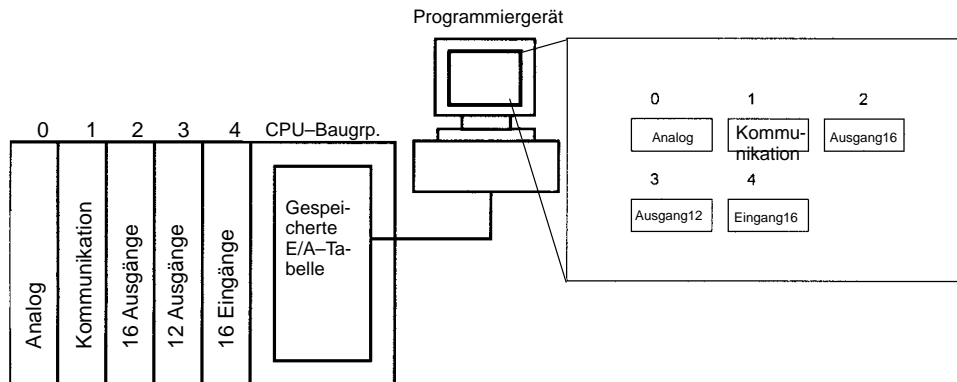 Programmiergerät
0 1 2 3 4 CPU–Baugrp.
Analog
Kommunikation
16 Ausgänge
12 Ausgänge
16 Eingänge
Gespei-
cherte
E/A–Ta-
belle
0 1 2
Analog
Kommu-
nikation
Ausgang16
3 4
Ausgang12
Eingang16